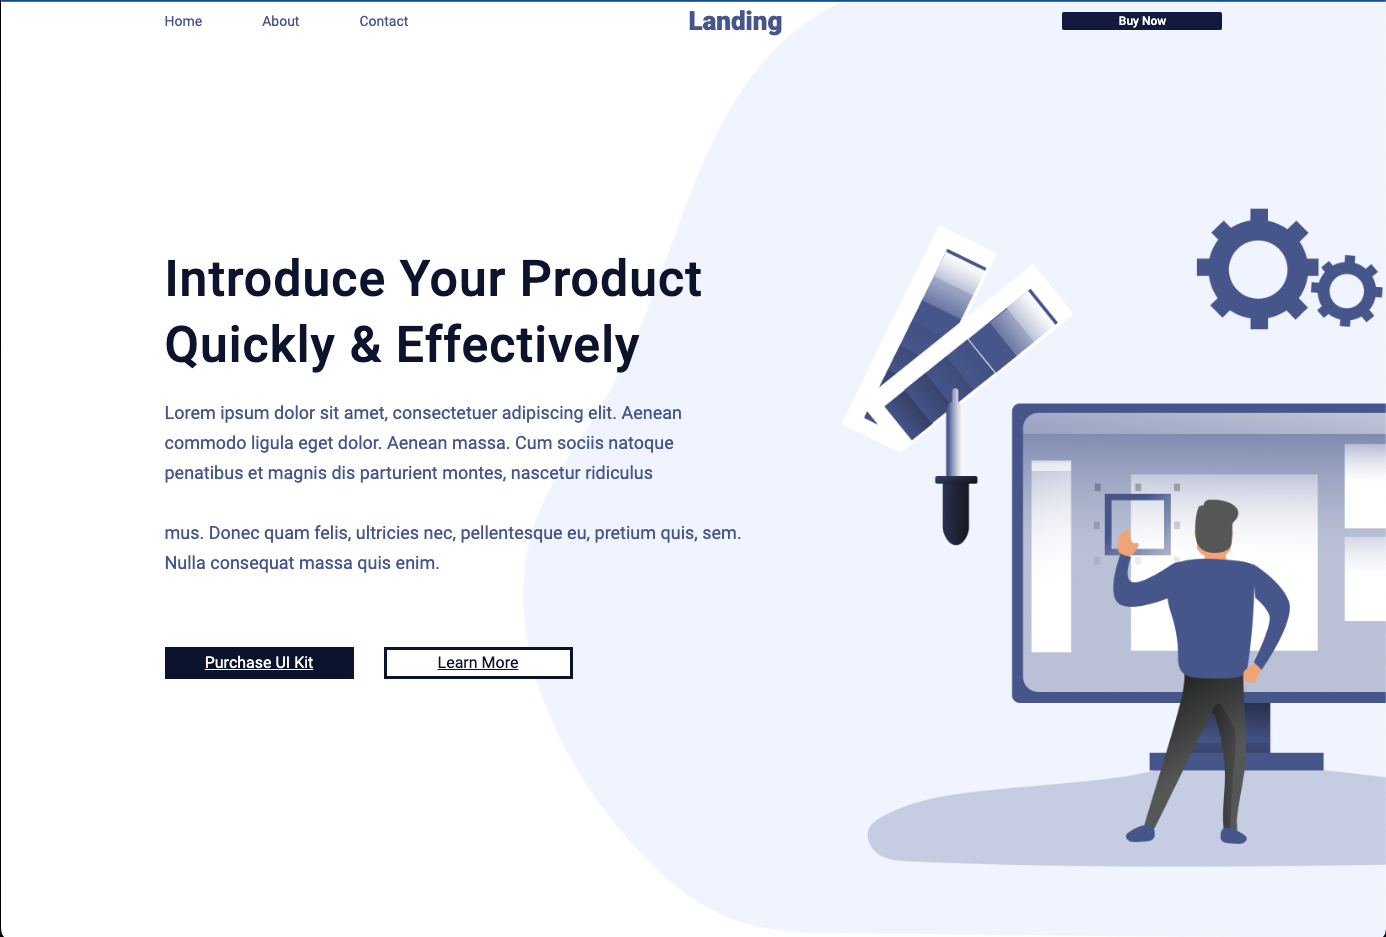 Home About Contact Landing Buy Now
Introduce Your Product
Quickly & Effectively
Lorem ipsum dolor sit amet, consectetuer adipiscing elit. Aenean
commodo ligula eget dolor. Aenean massa. Cum sociis natoque
penatibus et magnis dis parturient montes, nascetur ridiculus
mus. Donec quam felis, ultricies nec, pellentesque eu, pretium quis, sem.
Nulla consequat massa quis enim.
Purchase UI Kit Learn More